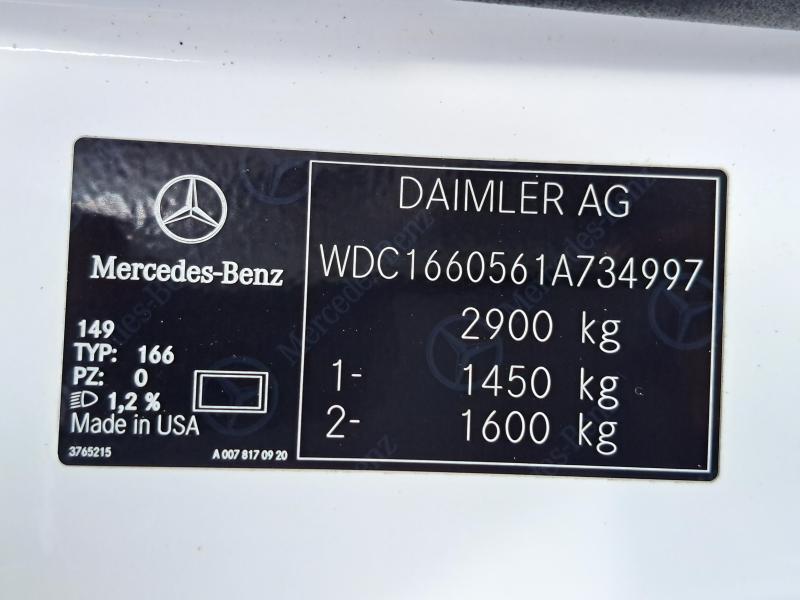 Mercedes-Benz
149
TYP: 166
PZ: 0
1,2 %
Made in USA
3765215
A 007 817 09 20
DAIMLER AG
WDC1660561A734997
2900 kg
1- 1450 kg
2- 1600 kg